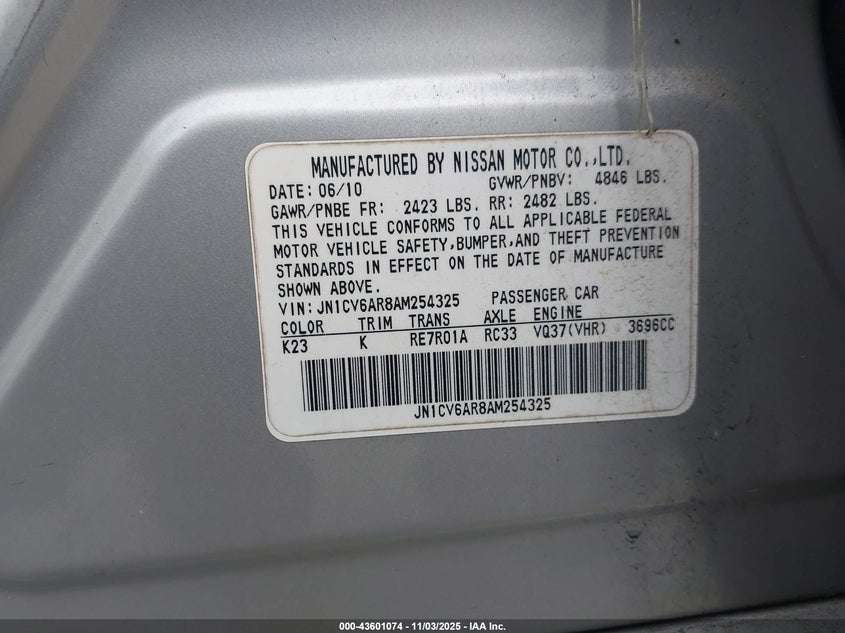 MANUFACTURED BY NISSAN MOTOR CO.,LTD.
DATE: 06/10 GVWR/PNBV: 4846 LBS.
GAWR/PNBE FR: 2423 LBS. RR: 2482 LBS.
THIS VEHICLE CONFORMS TO ALL APPLICABLE FEDERAL
MOTOR VEHICLE SAFETY,BUMPER,AND THEFT PREVENTION
STANDARDS IN EFFECT ON THE DATE OF MANUFACTURE
SHOWN ABOVE.
VIN: JN1CV6AR8AM254325 PASSENGER CAR
COLOR TRIM TRANS AXLE ENGINE
K23 K RE7R01A RC33 VQ37(VHR) 3696CC
JN1CV6AR8AM254325
000-43601074 - 11/03/2025 - IAA Inc.